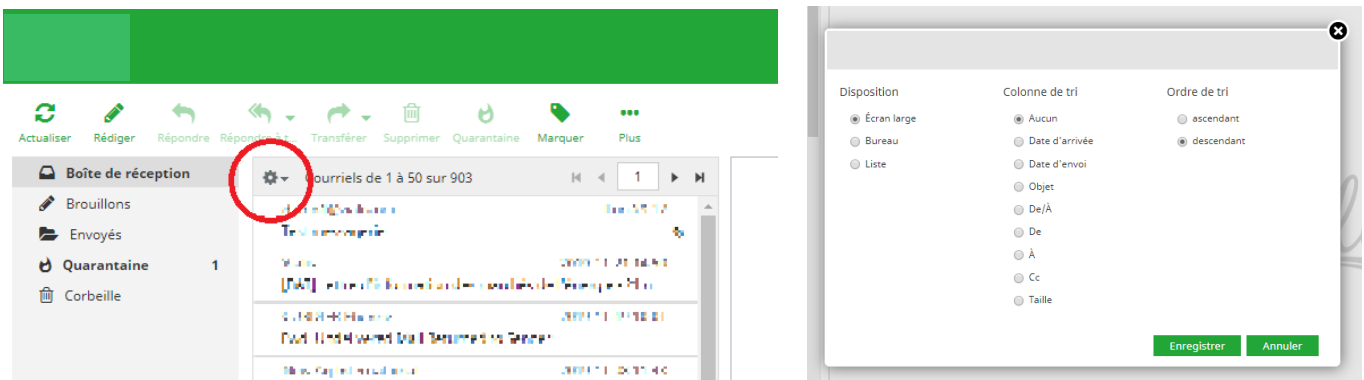 Actualiser Rédiger Répondre Répondre à t... Transférer Supprimer Quarantaine Marquer Plus
Boîte de réception
Brouillons
Envoyés
Quarantaine 1
Corbeille
Courriels de 1 à 50 sur 903 1
Disposition
Écran large
Bureau
Liste
Colonne de tri
Aucun
Date d'arrivée
Date d'envoi
Objet
De/À
De
À
Cc
Taille
Ordre de tri
ascendant
descendant
Enregistrer Annuler